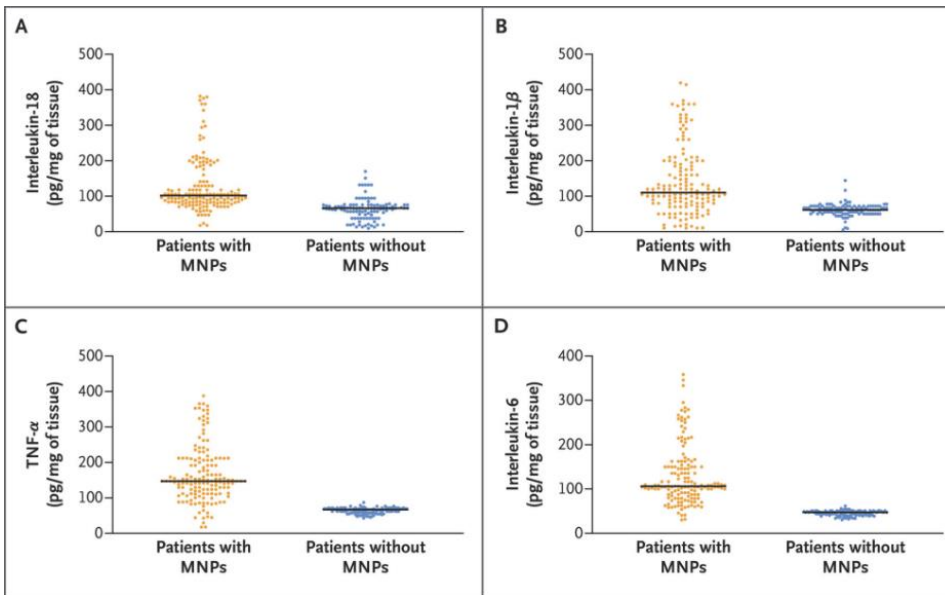 A
Interleukin-18
(pg/mg of tissue)
500
400
300
200
100
0
Patients with
MNPs
Patients without
MNPs
B
Interleukin-1β
(pg/mg of tissue)
500
400
300
200
100
0
Patients with
MNPs
Patients without
MNPs
C
TNF-α
(pg/mg of tissue)
500
400
300
200
100
0
Patients with
MNPs
Patients without
MNPs
D
Interleukin-6
(pg/mg of tissue)
400
300
200
100
0
Patients with
MNPs
Patients without
MNPs